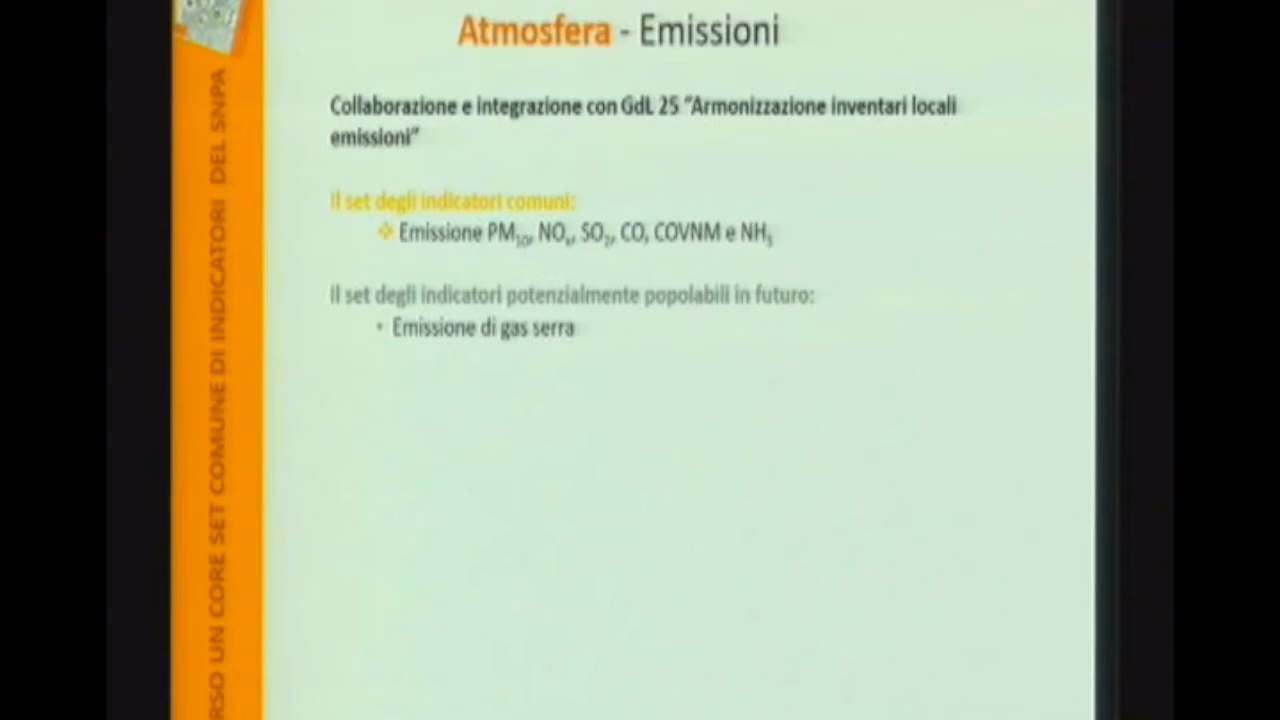 Atmosfera - Emissioni
Collaborazione e integrazione con GdL 25 "Armonizzazione inventari locali
emissioni"
Il set degli indicatori comuni:
❖ Emissione PM₁₀, NOₓ, SO₂, CO, COVNM e NH₃
Il set degli indicatori potenzialmente popolabili in futuro:
• Emissione di gas serra
RSO UN CORE SET COMUNE DI INDICATORI DEL SNPA